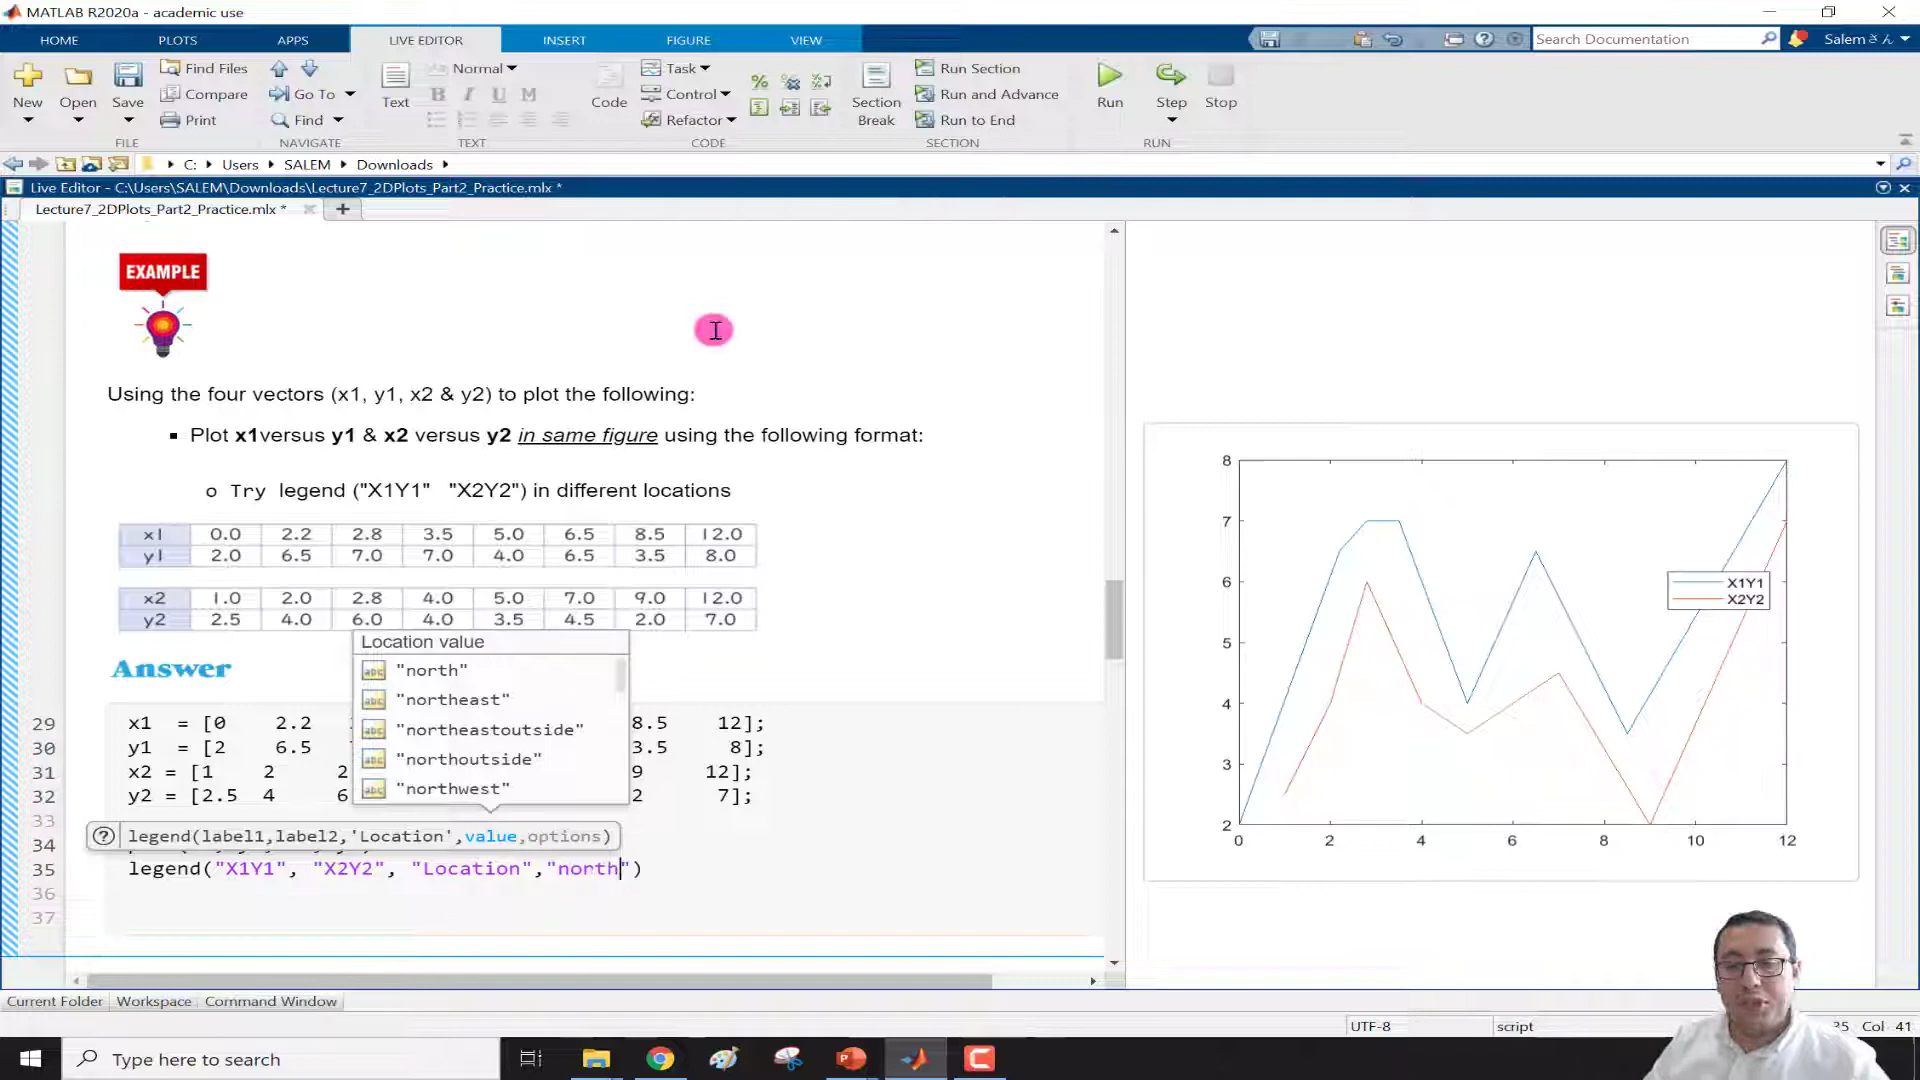 MATLAB R2020a - academic use
HOME PLOTS APPS LIVE EDITOR INSERT FIGURE VIEW
Search Documentation
Salemさん
New
Open
Save
Find Files
Compare
Print
Go To
Find
Text
Normal
B I U M
Code
Task
Control
Refactor
Section
Break
Run Section
Run and Advance
Run to End
Run
Step
Stop
FILE NAVIGATE TEXT CODE SECTION RUN
C: Users SALEM Downloads
Live Editor - C:\Users\SALEM\Downloads\Lecture7_2DPlots_Part2_Practice.mlx *
Lecture7_2DPlots_Part2_Practice.mlx *
EXAMPLE
Using the four vectors (x1, y1, x2 & y2) to plot the following:
▪ Plot x1versus y1 & x2 versus y2 in same figure using the following format:
o Try legend ("X1Y1" "X2Y2") in different locations
x1 0.0 2.2 2.8 3.5 5.0 6.5 8.5 12.0
y1 2.0 6.5 7.0 7.0 4.0 6.5 3.5 8.0
x2 1.0 2.0 2.8 4.0 5.0 7.0 9.0 12.0
y2 2.5 4.0 6.0 4.0 3.5 4.5 2.0 7.0
Answer
Location value
"north"
"northeast"
"northeastoutside"
"northoutside"
"northwest"
29 x1 = [0 2.2 8.5 12];
30 y1 = [2 6.5 3.5 8];
31 x2 = [1 2 2 9 12];
32 y2 = [2.5 4 6 2 7];
33
legend(label1,label2,'Location',value,options)
34
35 legend("X1Y1", "X2Y2", "Location","north")
36
37
8
7
6
5
4
3
2
0 2 4 6 8 10 12
X1Y1
X2Y2
Current Folder Workspace Command Window
UTF-8 script 35 Col 41
Type here to search